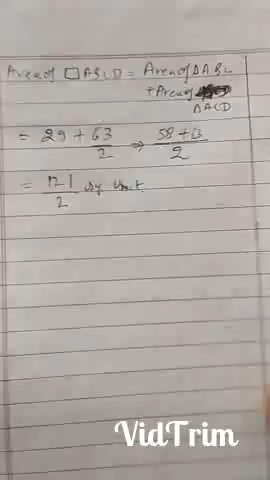 Area of □ ABCD = Area of ΔABC
+ Area of
ΔACD
= 29 + 63/2 ⇒ (58 + 63)/2
= 121/2 sq unit
VidTrim